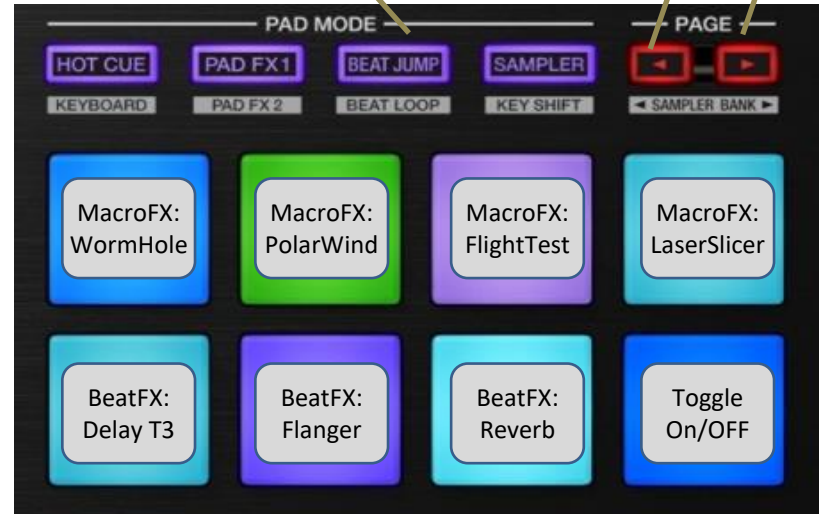 PAD MODE PAGE
HOT CUE PAD FX1 BEAT JUMP SAMPLER ◄ ►
KEYBOARD PAD FX 2 BEAT LOOP KEY SHIFT ◄ SAMPLER BANK ►
MacroFX: MacroFX: MacroFX: MacroFX:
WormHole PolarWind FlightTest LaserSlicer
BeatFX: BeatFX: BeatFX: Toggle
Delay T3 Flanger Reverb On/OFF